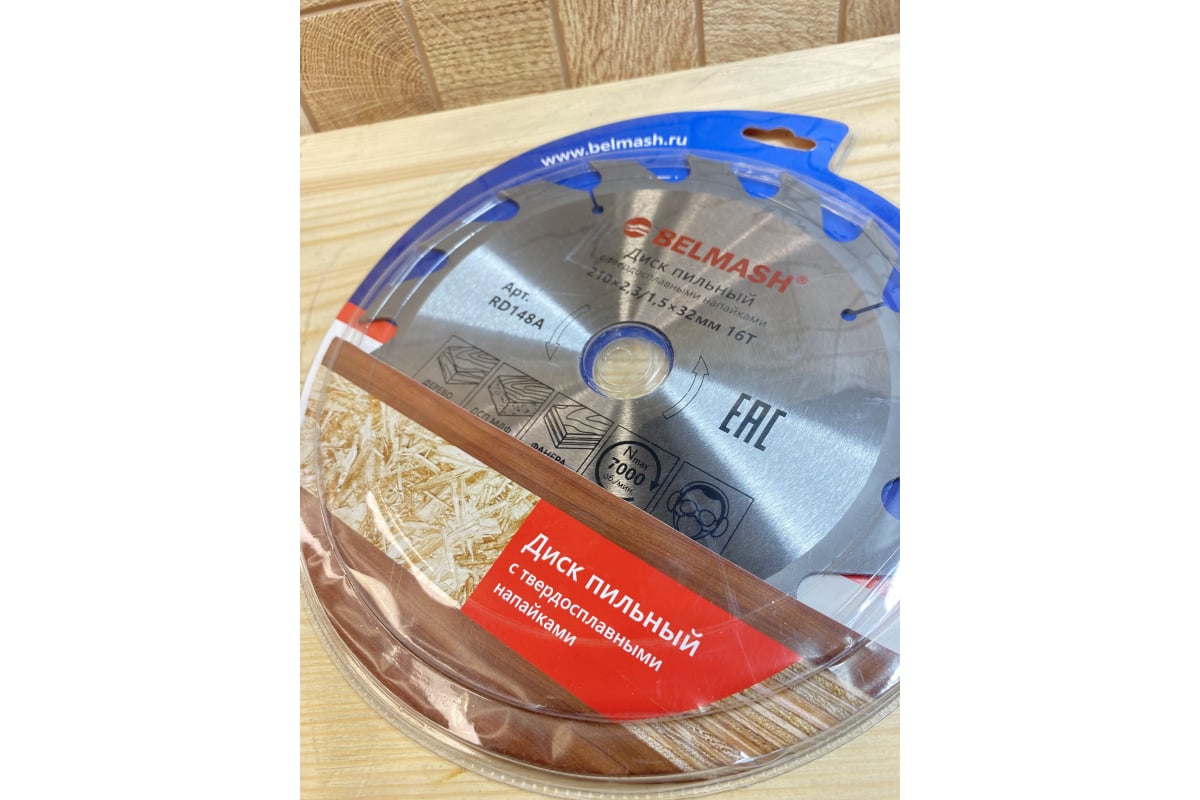 www.belmash.ru
BELMASH®
Диск пильный
с твердосплавными напайками
210×2,3/1,5×32мм 16Т
Арт.
RD148A
EAC
ДЕРЕВО
ДСП МДФ
ФАНЕРА
Nmax
7000
об/мин.
Диск пильный
с твердосплавными
напайками